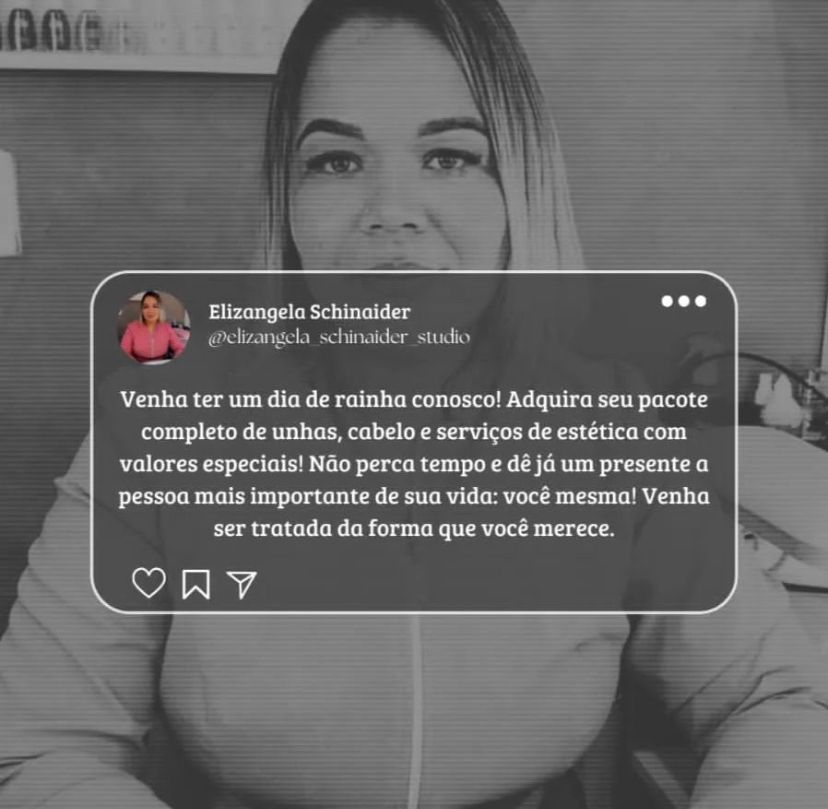 Elizangela Schinaider
@elizangela_schinaider_studio
Venha ter um dia de rainha conosco! Adquira seu pacote
completo de unhas, cabelo e serviços de estética com
valores especiais! Não perca tempo e dê já um presente a
pessoa mais importante de sua vida: você mesma! Venha
ser tratada da forma que você merece.